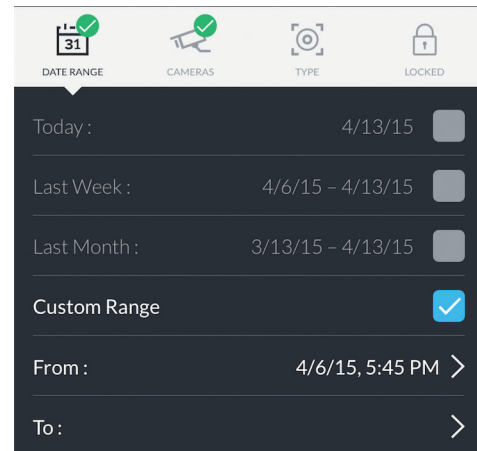 31
DATE RANGE CAMERAS TYPE LOCKED
Today : 4/13/15
Last Week : 4/6/15 – 4/13/15
Last Month : 3/13/15 – 4/13/15
Custom Range
From : 4/6/15, 5:45 PM
To :